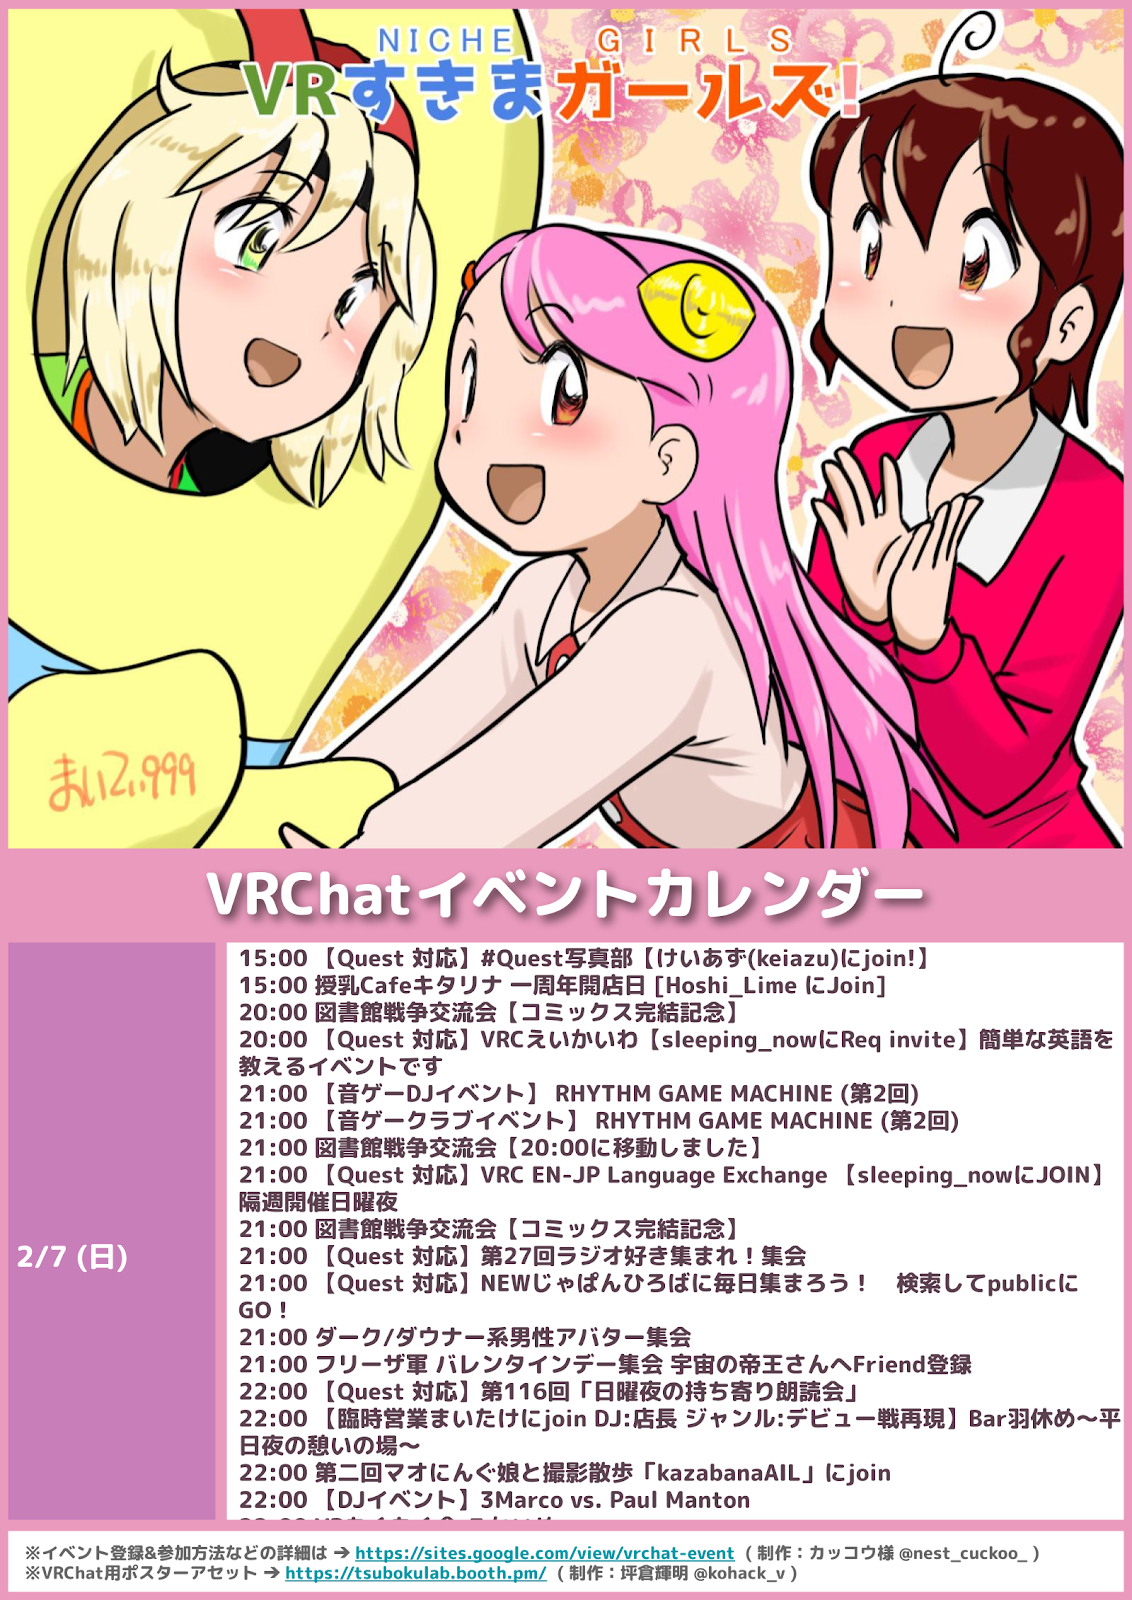 NICHE GIRLS
VRすきまガールズ!
まいてぃ999
VRChatイベントカレンダー
2/7 (日)
15:00 【Quest 対応】#Quest写真部【けいあず(keiazu)にjoin!】
15:00 授乳Cafeキタリナ 一周年開店日 [Hoshi_Lime にJoin]
20:00 図書館戦争交流会【コミックス完結記念】
20:00 【Quest 対応】VRCえいかいわ【sleeping_nowにReq invite】簡単な英語を
教えるイベントです
21:00 【音ゲーDJイベント】 RHYTHM GAME MACHINE (第2回)
21:00 【音ゲークラブイベント】 RHYTHM GAME MACHINE (第2回)
21:00 図書館戦争交流会【20:00に移動しました】
21:00 【Quest 対応】VRC EN-JP Language Exchange 【sleeping_nowにJOIN】
隔週開催日曜夜
21:00 図書館戦争交流会【コミックス完結記念】
21:00 【Quest 対応】第27回ラジオ好き集まれ！集会
21:00 【Quest 対応】NEWじゃぱんひろばに毎日集まろう！　検索してpublicに
GO！
21:00 ダーク/ダウナー系男性アバター集会
21:00 フリーザ軍 バレンタインデー集会 宇宙の帝王さんへFriend登録
22:00 【Quest 対応】第116回「日曜夜の持ち寄り朗読会」
22:00 【臨時営業まいたけにjoin DJ:店長 ジャンル:デビュー戦再現】Bar羽休め～平
日夜の憩いの場～
22:00 第二回マオにんぐ娘と撮影散歩「kazabanaAIL」にjoin
22:00 【DJイベント】3Marco vs. Paul Manton
※イベント登録&参加方法などの詳細は ➔ https://sites.google.com/view/vrchat-event ( 制作：カッコウ様 @nest_cuckoo_ )
※VRChat用ポスターアセット ➔ https://tsubokulab.booth.pm/ ( 制作：坪倉輝明 @kohack_v )